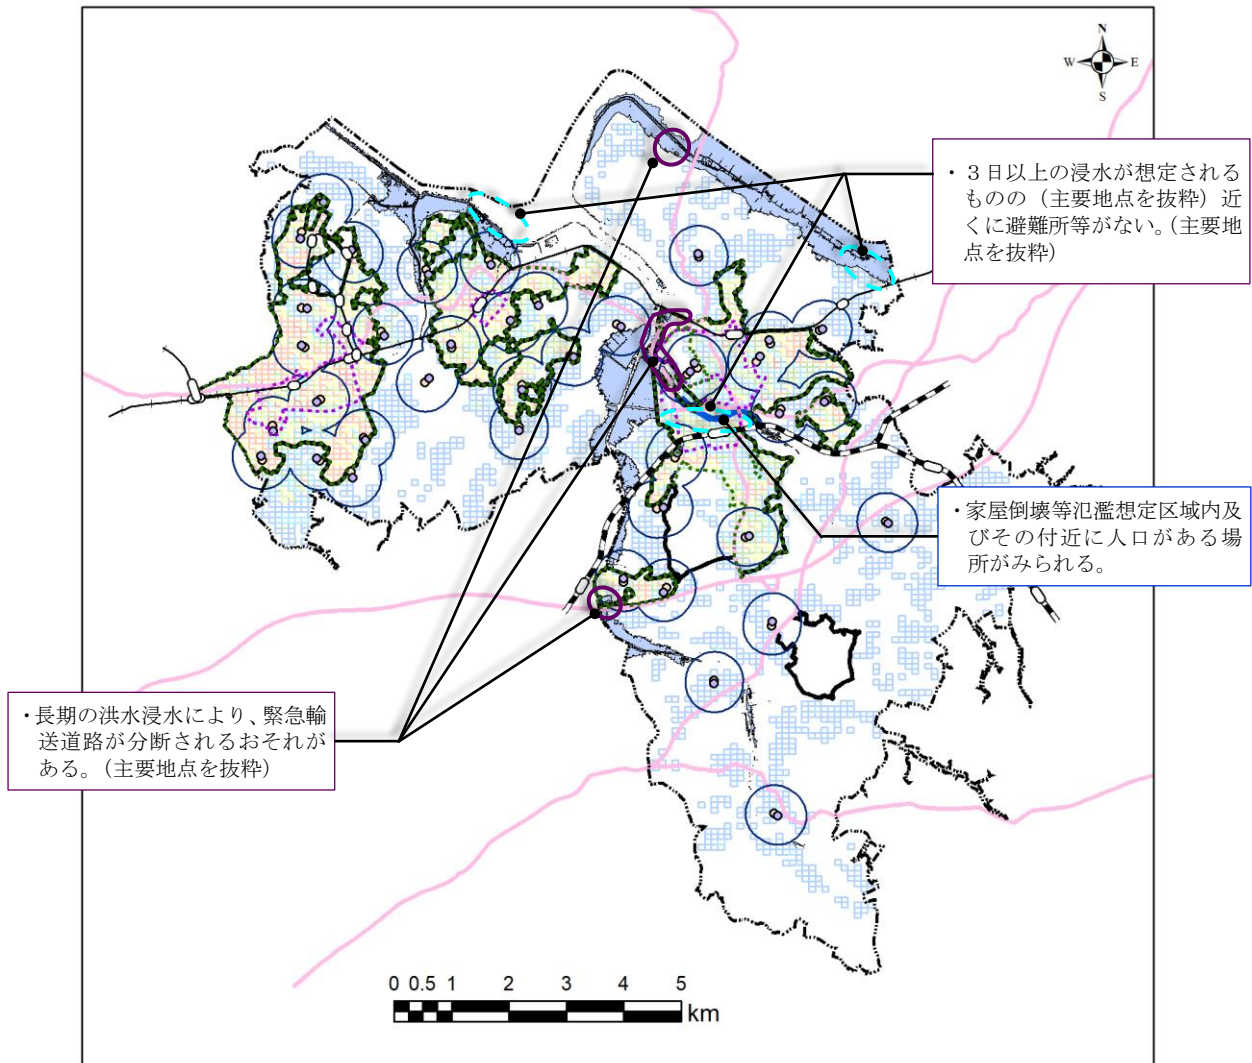 N
W E
S
・３日以上の浸水が想定される
ものの（主要地点を抜粋）近
くに避難所等がない。（主要地
点を抜粋）
・家屋倒壊等氾濫想定区域内及
びその付近に人口がある場
所がみられる。
・長期の洪水浸水により、緊急輸
送道路が分断されるおそれが
ある。（主要地点を抜粋）
0 0.5 1 2 3 4 5
km